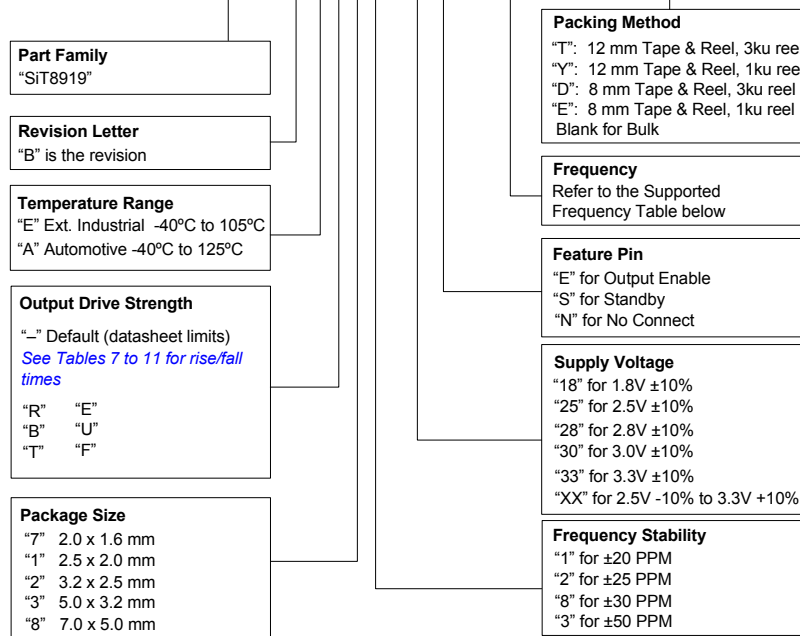 Part Family
“SiT8919”
Revision Letter
“B” is the revision
Temperature Range
“E” Ext. Industrial -40ºC to 105ºC
“A” Automotive -40ºC to 125ºC
Output Drive Strength
“–” Default (datasheet limits)
See Tables 7 to 11 for rise/fall
times
“R” “E”
“B” “U”
“T” “F”
Package Size
“7” 2.0 x 1.6 mm
“1” 2.5 x 2.0 mm
“2” 3.2 x 2.5 mm
“3” 5.0 x 3.2 mm
“8” 7.0 x 5.0 mm
Packing Method
“T”: 12 mm Tape & Reel, 3ku ree
“Y”: 12 mm Tape & Reel, 1ku ree
“D”: 8 mm Tape & Reel, 3ku reel
“E”: 8 mm Tape & Reel, 1ku reel
Blank for Bulk
Frequency
Refer to the Supported
Frequency Table below
Feature Pin
“E” for Output Enable
“S” for Standby
“N” for No Connect
Supply Voltage
“18” for 1.8V ±10%
“25” for 2.5V ±10%
“28” for 2.8V ±10%
“30” for 3.0V ±10%
“33” for 3.3V ±10%
“XX” for 2.5V -10% to 3.3V +10%
Frequency Stability
“1” for ±20 PPM
“2” for ±25 PPM
“8” for ±30 PPM
“3” for ±50 PPM